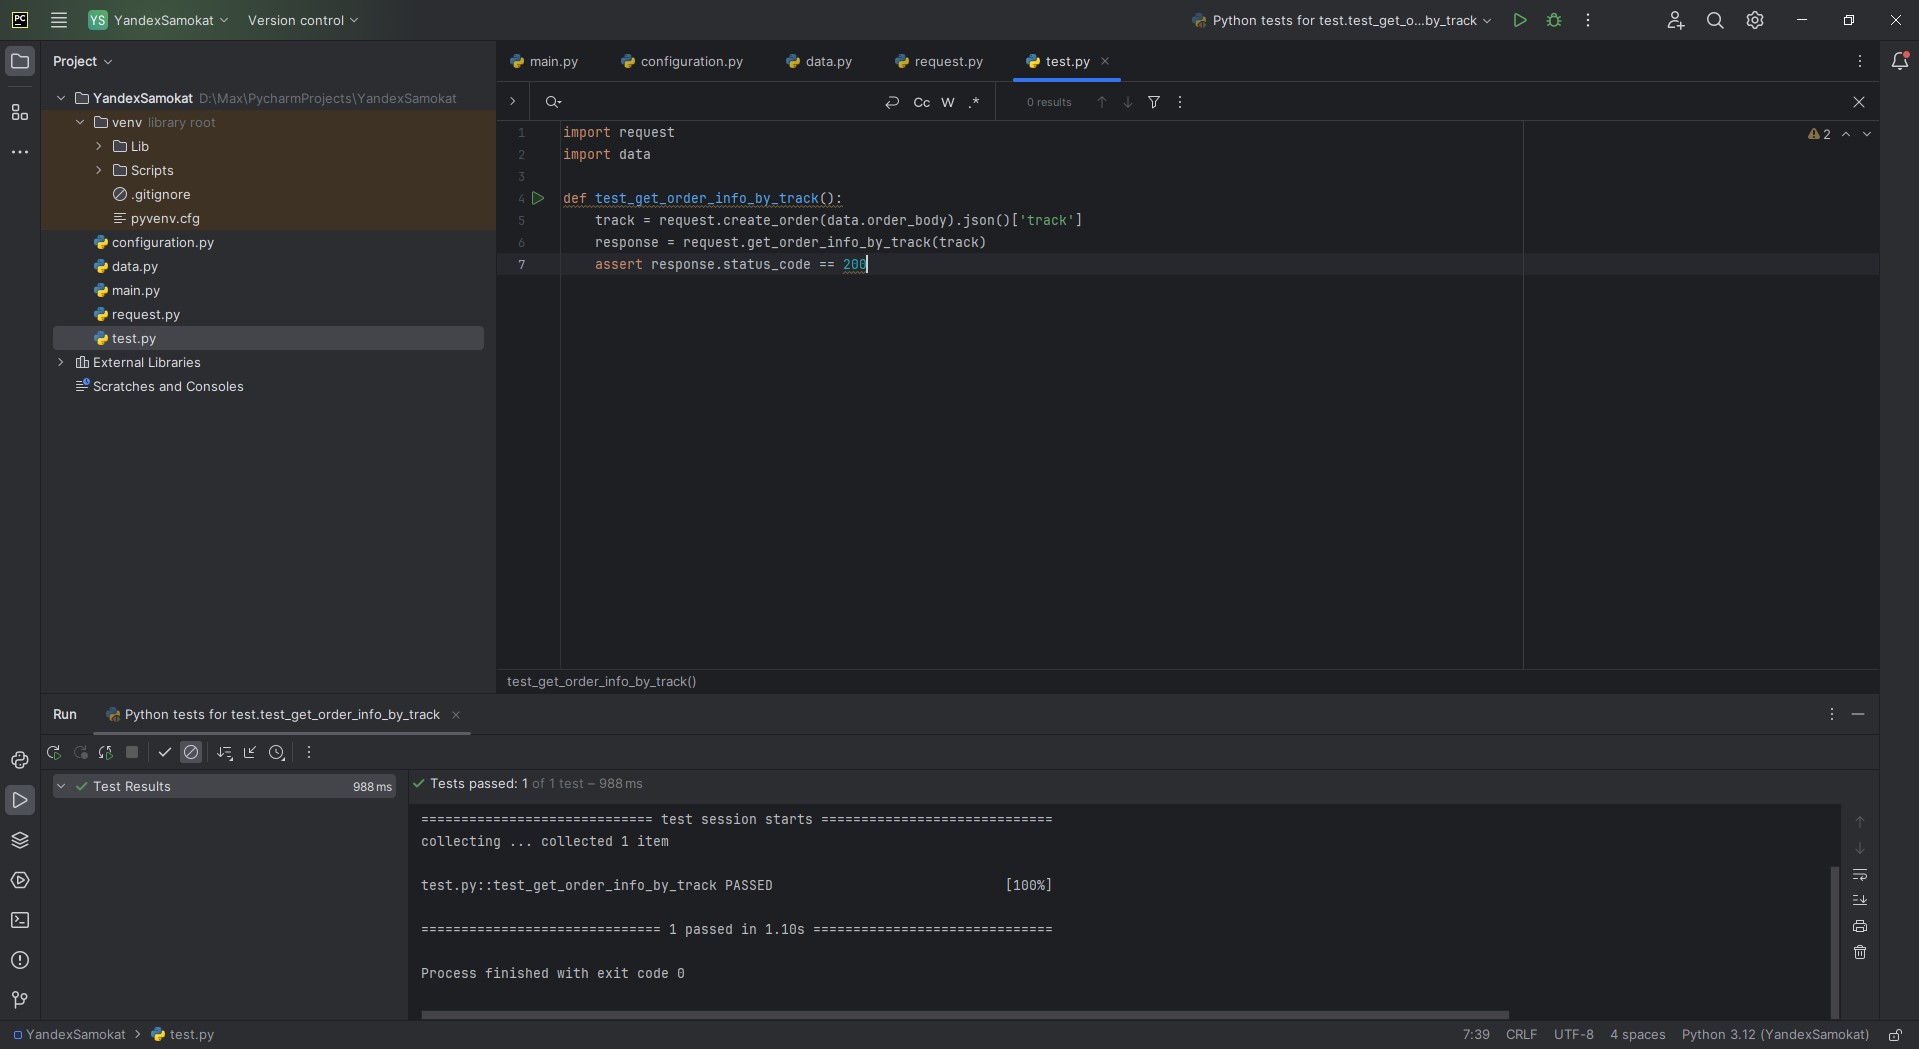 PC YS YandexSamokat Version control Python tests for test.test_get_o...by_track
Project
YandexSamokat D:\Max\PycharmProjects\YandexSamokat
venv library root
Lib
Scripts
.gitignore
pyvenv.cfg
configuration.py
data.py
main.py
request.py
test.py
External Libraries
Scratches and Consoles
main.py configuration.py data.py request.py test.py
Cc W .* 0 results
2
1 import request
2 import data
3
4 def test_get_order_info_by_track():
5 track = request.create_order(data.order_body).json()['track']
6 response = request.get_order_info_by_track(track)
7 assert response.status_code == 200
test_get_order_info_by_track()
Run Python tests for test.test_get_order_info_by_track
Test Results 988 ms
Tests passed: 1 of 1 test – 988 ms
============================= test session starts =============================
collecting ... collected 1 item
test.py::test_get_order_info_by_track PASSED [100%]
============================== 1 passed in 1.10s ==============================
Process finished with exit code 0
YandexSamokat test.py 7:39 CRLF UTF-8 4 spaces Python 3.12 (YandexSamokat)